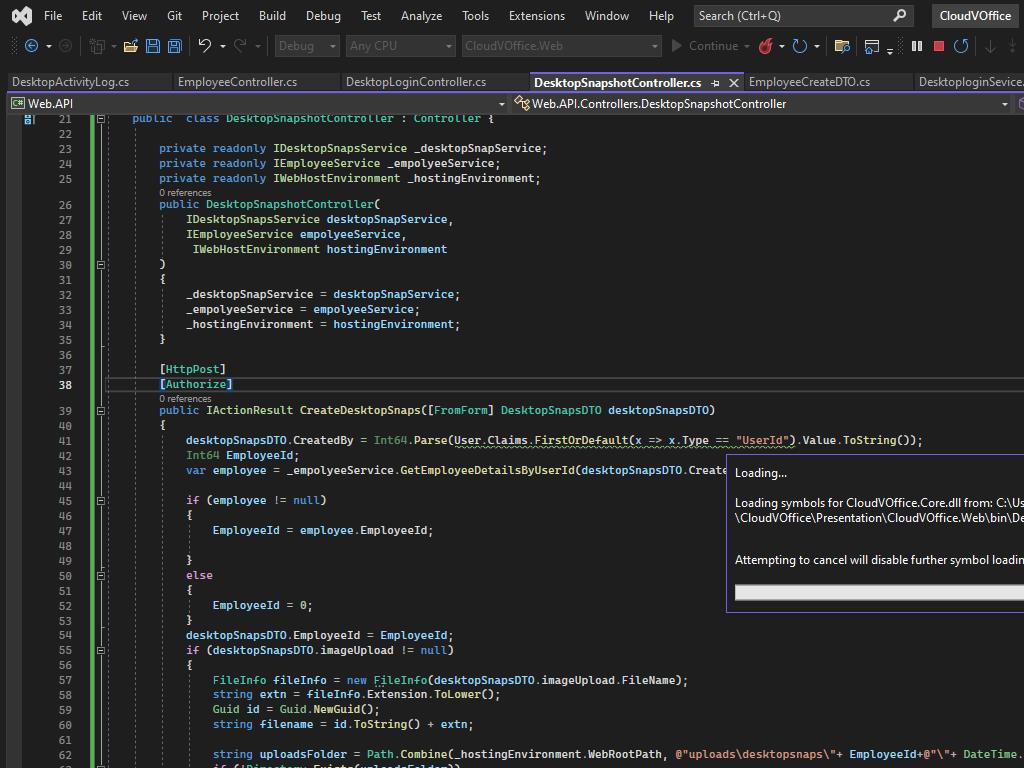 File Edit View Git Project Build Debug Test Analyze Tools Extensions Window Help Search (Ctrl+Q) CloudVOffice
Debug Any CPU CloudVOffice.Web Continue
DesktopActivityLog.cs EmployeeController.cs DesktopLoginController.cs DesktopSnapshotController.cs EmployeeCreateDTO.cs DesktoploginSevice.
C# Web.API Web.API.Controllers.DesktopSnapshotController
21 public class DesktopSnapshotController : Controller {
22
23 private readonly IDesktopSnapsService _desktopSnapService;
24 private readonly IEmployeeService _empolyeeService;
25 private readonly IWebHostEnvironment _hostingEnvironment;
0 references
26 public DesktopSnapshotController(
27 IDesktopSnapsService desktopSnapService,
28 IEmployeeService empolyeeService,
29 IWebHostEnvironment hostingEnvironment
30 )
31 {
32 _desktopSnapService = desktopSnapService;
33 _empolyeeService = empolyeeService;
34 _hostingEnvironment = hostingEnvironment;
35 }
36
37 [HttpPost]
38 [Authorize]
0 references
39 public IActionResult CreateDesktopSnaps([FromForm] DesktopSnapsDTO desktopSnapsDTO)
40 {
41 desktopSnapsDTO.CreatedBy = Int64.Parse(User.Claims.FirstOrDefault(x => x.Type == "UserId").Value.ToString());
42 Int64 EmployeeId;
43 var employee = _empolyeeService.GetEmployeeDetailsByUserId(desktopSnapsDTO.Create
44
45 if (employee != null)
46 {
47 EmployeeId = employee.EmployeeId;
48
49 }
50 else
51 {
52 EmployeeId = 0;
53 }
54 desktopSnapsDTO.EmployeeId = EmployeeId;
55 if (desktopSnapsDTO.imageUpload != null)
56 {
57 FileInfo fileInfo = new FileInfo(desktopSnapsDTO.imageUpload.FileName);
58 string extn = fileInfo.Extension.ToLower();
59 Guid id = Guid.NewGuid();
60 string filename = id.ToString() + extn;
61
62 string uploadsFolder = Path.Combine(_hostingEnvironment.WebRootPath, @"uploads\desktopsnaps\"+ EmployeeId+@"\"+ DateTime.
Loading...
Loading symbols for CloudVOffice.Core.dll from: C:\Us
\CloudVOffice\Presentation\CloudVOffice.Web\bin\De
Attempting to cancel will disable further symbol loadin